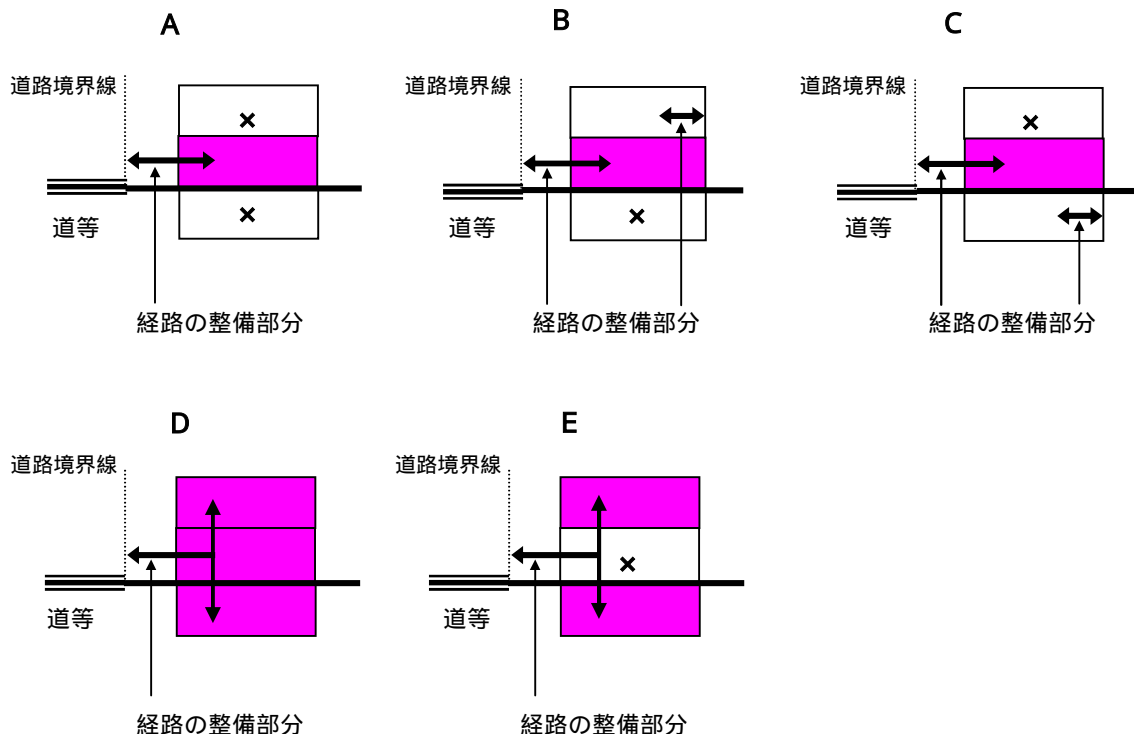 A
道路境界線
×
×
道等
経路の整備部分
B
道路境界線
×
道等
経路の整備部分
C
道路境界線
×
道等
経路の整備部分
D
道路境界線
道等
経路の整備部分
E
道路境界線
×
道等
経路の整備部分